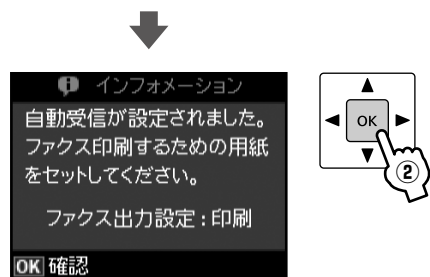 インフォメーション
自動受信が設定されました。
ファクス印刷するための用紙
をセットしてください。
ファクス出力設定：印刷
OK 確認
OK
②